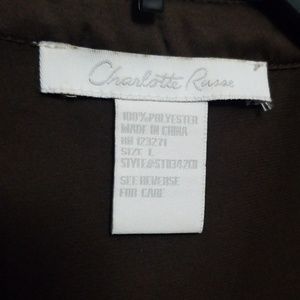 Charlotte Russe
100% POLYESTER
MADE IN CHINA
RN 123271
SIZE L
SEE REVERSE
FOR CARE